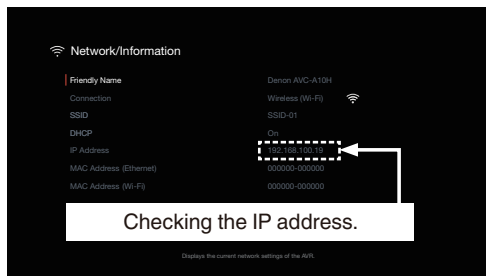 Network/Information
Friendly Name Denon AVC-A10H
Connection Wireless (Wi-Fi)
SSID SSID-01
DHCP On
IP Address 192.168.100.19
MAC Address (Ethernet) 000000-000000
MAC Address (Wi-Fi) 000000-000000
Checking the IP address.
Displays the current network settings of the AVR.